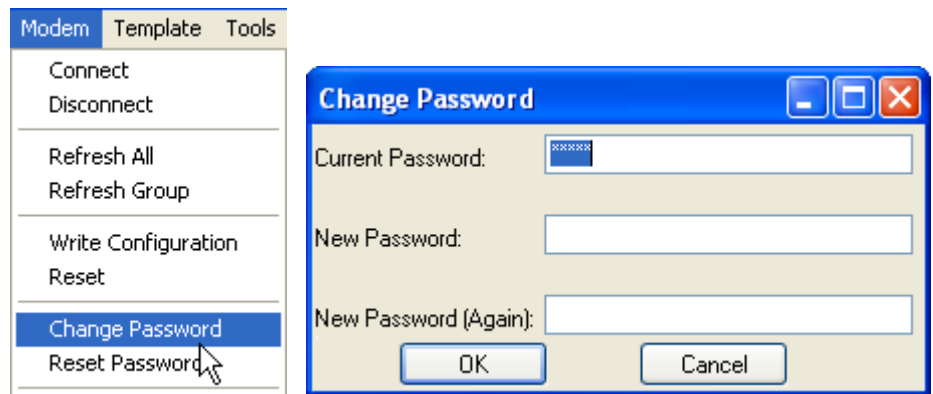 Modem Template Tools
Connect
Disconnect
Refresh All
Refresh Group
Write Configuration
Reset
Change Password
Reset Password
Change Password
Current Password: *****
New Password:
New Password (Again):
OK Cancel